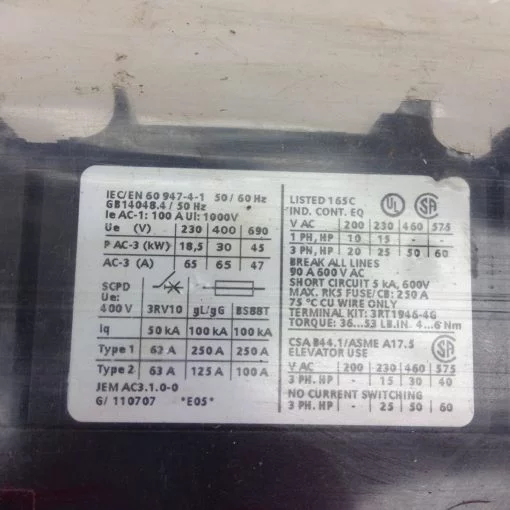 IEC/EN 60 947-4-1 50 / 60 Hz
GB14048.4 / 50 Hz
Ie AC-1: 100 A Ui: 1000V
Ue (V) 230 400 690
P AC-3 (kW) 18,5 30 45
AC-3 (A) 65 65 47
SCPD
Ue:
400 V 3RV10 gL/gG BS88T
Iq 50 kA 100 kA 100 kA
Type 1 63 A 250 A 250 A
Type 2 63 A 125 A 100 A
JEM AC3.1.0-0
G/ 110707 *E05*
LISTED 165C UL SA
IND. CONT. EQ
V AC 200 230 460 575
1 PH, HP 10 15 - -
3 PH, HP 20 25 50 60
BREAK ALL LINES
90 A 600 V AC
SHORT CIRCUIT 5 kA, 600V
MAX. RK5 FUSE/CB: 250 A
75 °C CU WIRE ONLY
TERMINAL KIT: 3RT1946-4G
TORQUE: 36...53 LB.IN. 4...6 Nm
CSA B44.1/ASME A17.5 SA
ELEVATOR USE
V AC 200 230 460 575
3 PH. HP - 15 30 40
NO CURRENT SWITCHING
3 PH. HP - 25 50 60